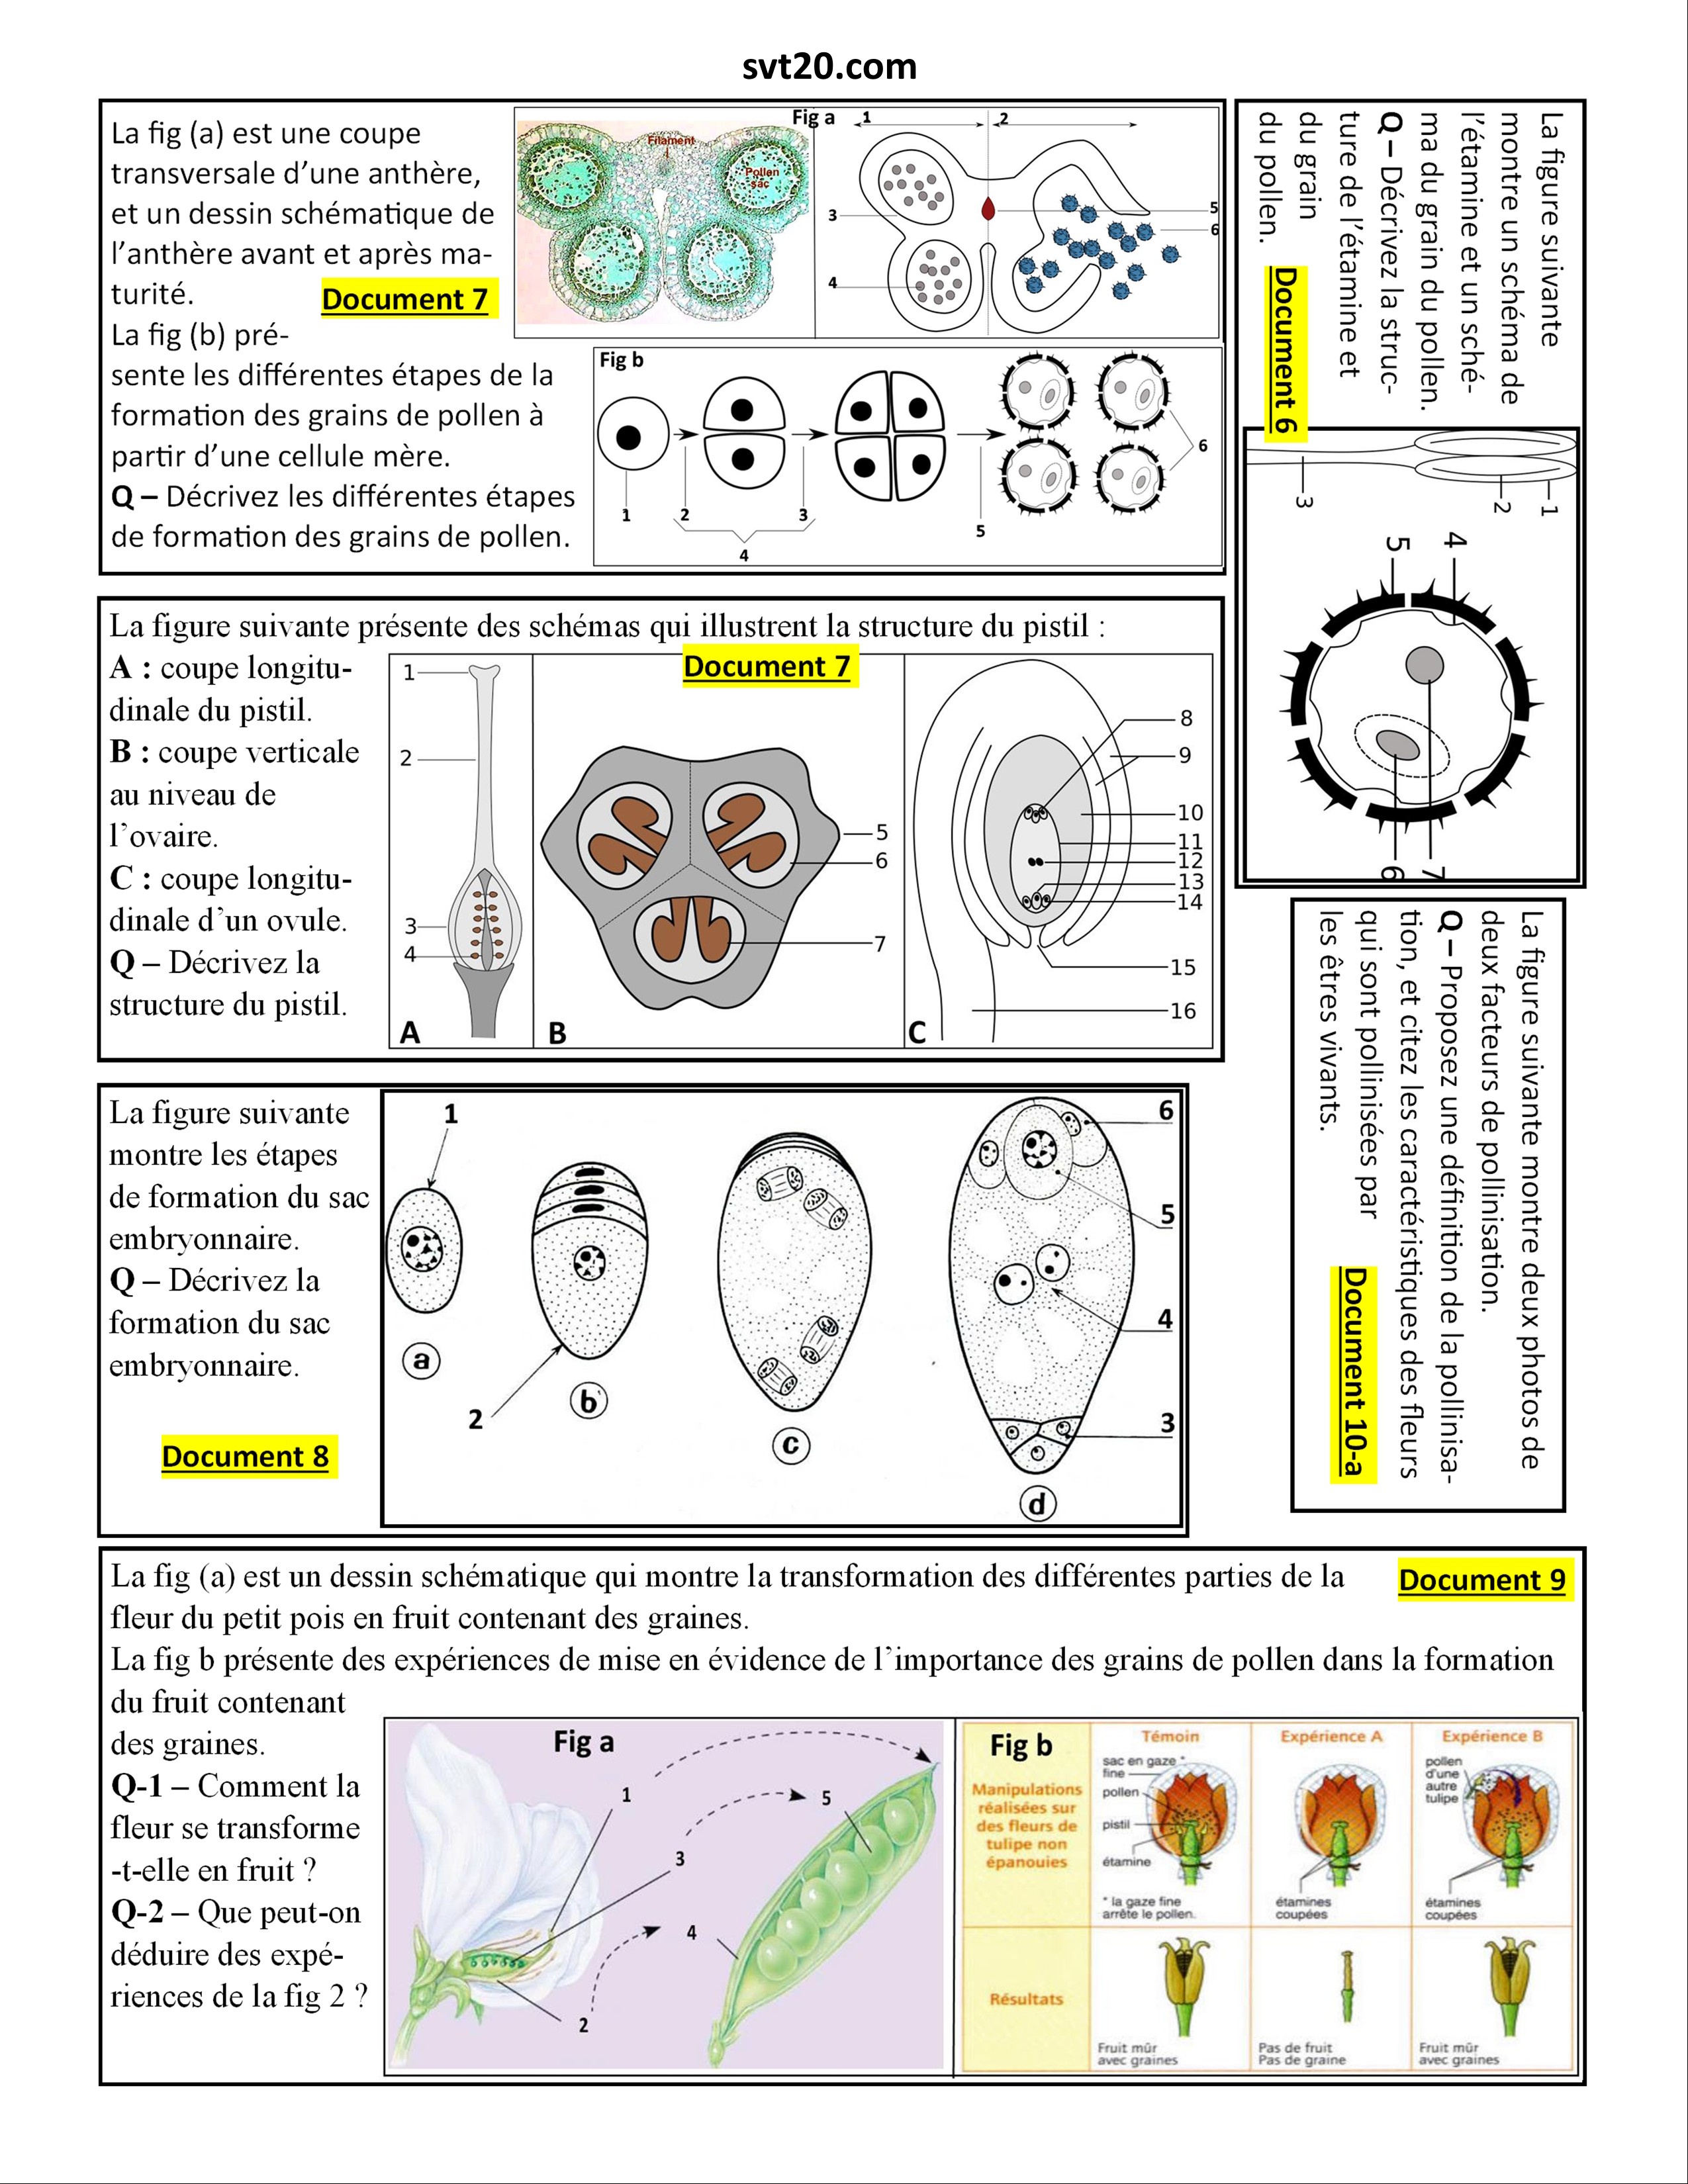 svt20.com
La fig (a) est une coupe
transversale d’une anthère,
et un dessin schématique de
l’anthère avant et après ma-
turité.
Document 7
La fig (b) pré-
sente les différentes étapes de la
formation des grains de pollen à
partir d’une cellule mère.
Q – Décrivez les différentes étapes
de formation des grains de pollen.
Filament
Pollen
sac
Fig a
1
2
3
4
5
6
Fig b
1
2
3
4
5
6
La figure suivante
montre un schéma de
l’étamine et un sché-
ma du grain du pollen.
Q – Décrivez la struc-
ture de l’étamine et
du grain
du pollen.
Document 6
1
2
3
4
5
6
7
La figure suivante présente des schémas qui illustrent la structure du pistil :
A : coupe longitu-
dinale du pistil.
B : coupe verticale
au niveau de
l’ovaire.
C : coupe longitu-
dinale d’un ovule.
Q – Décrivez la
structure du pistil.
Document 7
1
2
3
4
A
5
6
7
B
8
9
10
11
12
13
14
15
16
C
La figure suivante montre deux photos de
deux facteurs de pollinisation.
Q – Proposez une définition de la pollinisa-
tion, et citez les caractéristiques des fleurs
qui sont pollinisées par
les êtres vivants.
Document 10-a
La figure suivante
montre les étapes
de formation du sac
embryonnaire.
Q – Décrivez la
formation du sac
embryonnaire.
Document 8
1
2
a
b
c
6
5
4
3
d
La fig (a) est un dessin schématique qui montre la transformation des différentes parties de la
Document 9
fleur du petit pois en fruit contenant des graines.
La fig b présente des expériences de mise en évidence de l’importance des grains de pollen dans la formation
du fruit contenant
des graines.
Q-1 – Comment la
fleur se transforme
-t-elle en fruit ?
Q-2 – Que peut-on
déduire des expé-
riences de la fig 2 ?
Fig a
1
3
2
5
4
Fig b
Témoin
Expérience A
Expérience B
Manipulations
réalisées sur
des fleurs de
tulipe non
épanouies
sac en gaze *
fine
pollen
pistil
étamine
* la gaze fine
arrête le pollen.
étamines
coupées
pollen
d'une
autre
tulipe
étamines
coupées
Résultats
Fruit mûr
avec graines
Pas de fruit
Pas de graine
Fruit mûr
avec graines